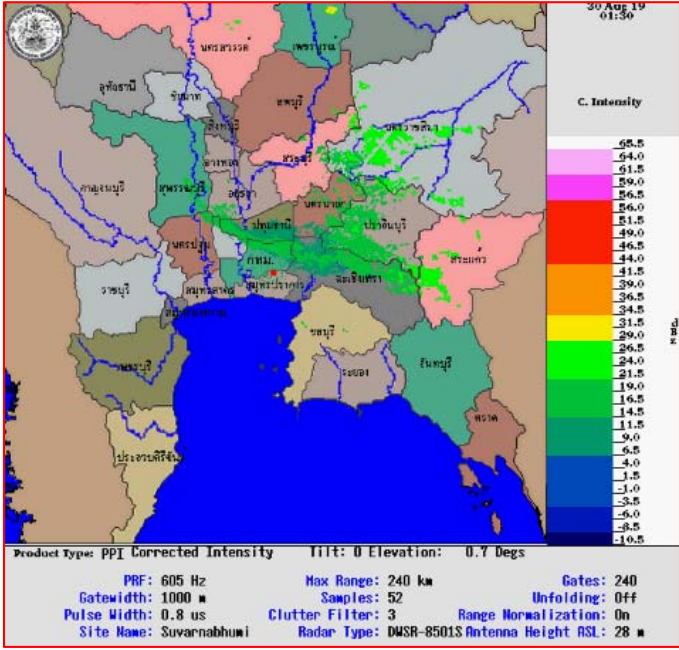 30 Aug 19
01:30
C. Intensity
65.5
64.0
61.5
59.0
56.5
56.0
51.5
49.0
46.5
44.0
41.5
39.0
36.5
34.0
31.5
29.0
26.5
24.0
21.5
19.0
16.5
14.5
11.5
9.0
6.5
4.0
1.5
-1.0
-3.5
-6.0
-8.5
-10.5
นครสวรรค์
เพชรบูรณ์
อุทัยธานี
ชัยนาท
ลพบุรี
สิงห์บุรี
นครราชสีมา
อ่างทอง
สระบุรี
กาญจนบุรี
สุพรรณบุรี
อยุธยา
นครนายก
ปทุมธานี
ปราจีนบุรี
นครปฐม
กทม.
สระแก้ว
ฉะเชิงเทรา
ราชบุรี
สมุทรสาคร
สมุทรปราการ
ชลบุรี
เพชรบุรี
ระยอง
จันทบุรี
ตราด
ประจวบคีรีขันธ์
Product Type: PPI Corrected Intensity Tilt: 0 Elevation: 0.7 Degs
PRF: 605 Hz Max Range: 240 km Gates: 240
Gatewidth: 1000 m Samples: 52 Unfolding: Off
Pulse Width: 0.8 us Clutter Filter: 3 Range Normalization: On
Site Name: Suvarnabhumi Radar Type: DWSR-8501S Antenna Height ASL: 28 m